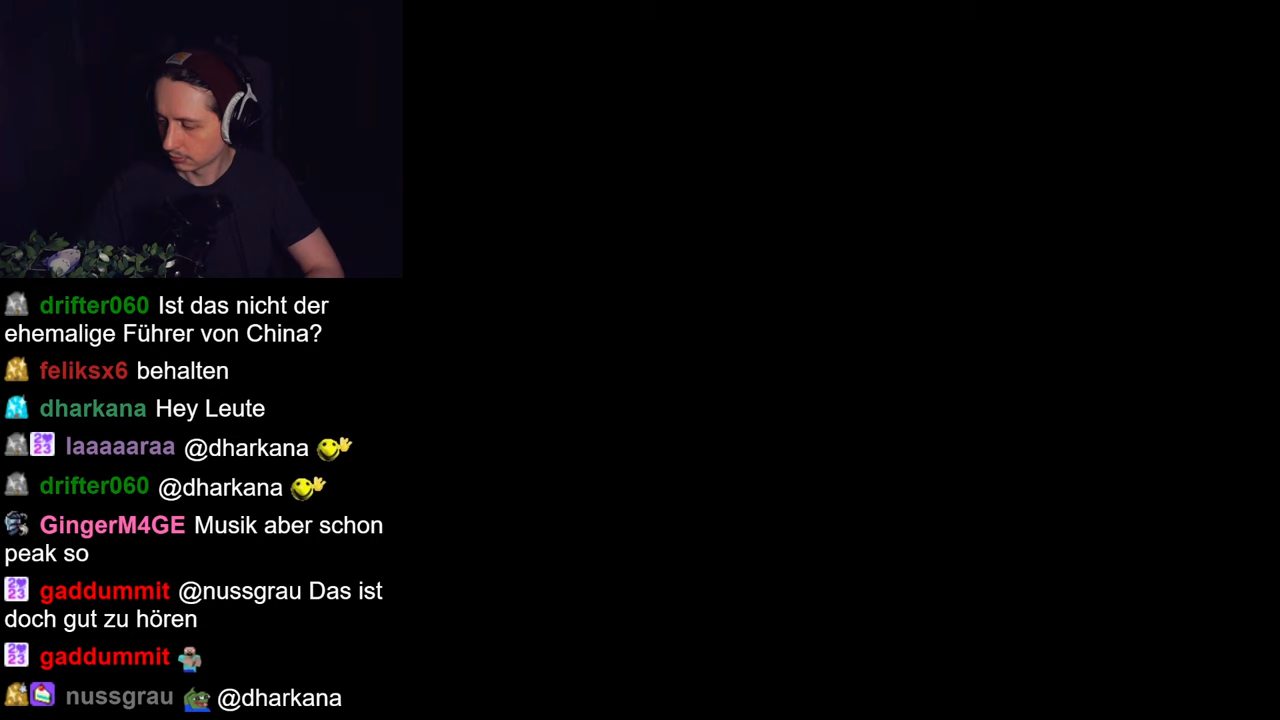 drifter060 Ist das nicht der
ehemalige Führer von China?
feliksx6 behalten
dharkana Hey Leute
laaaaaraa @dharkana
drifter060 @dharkana
GingerM4GE Musik aber schon
peak so
gaddummit @nussgrau Das ist
doch gut zu hören
gaddummit
nussgrau @dharkana